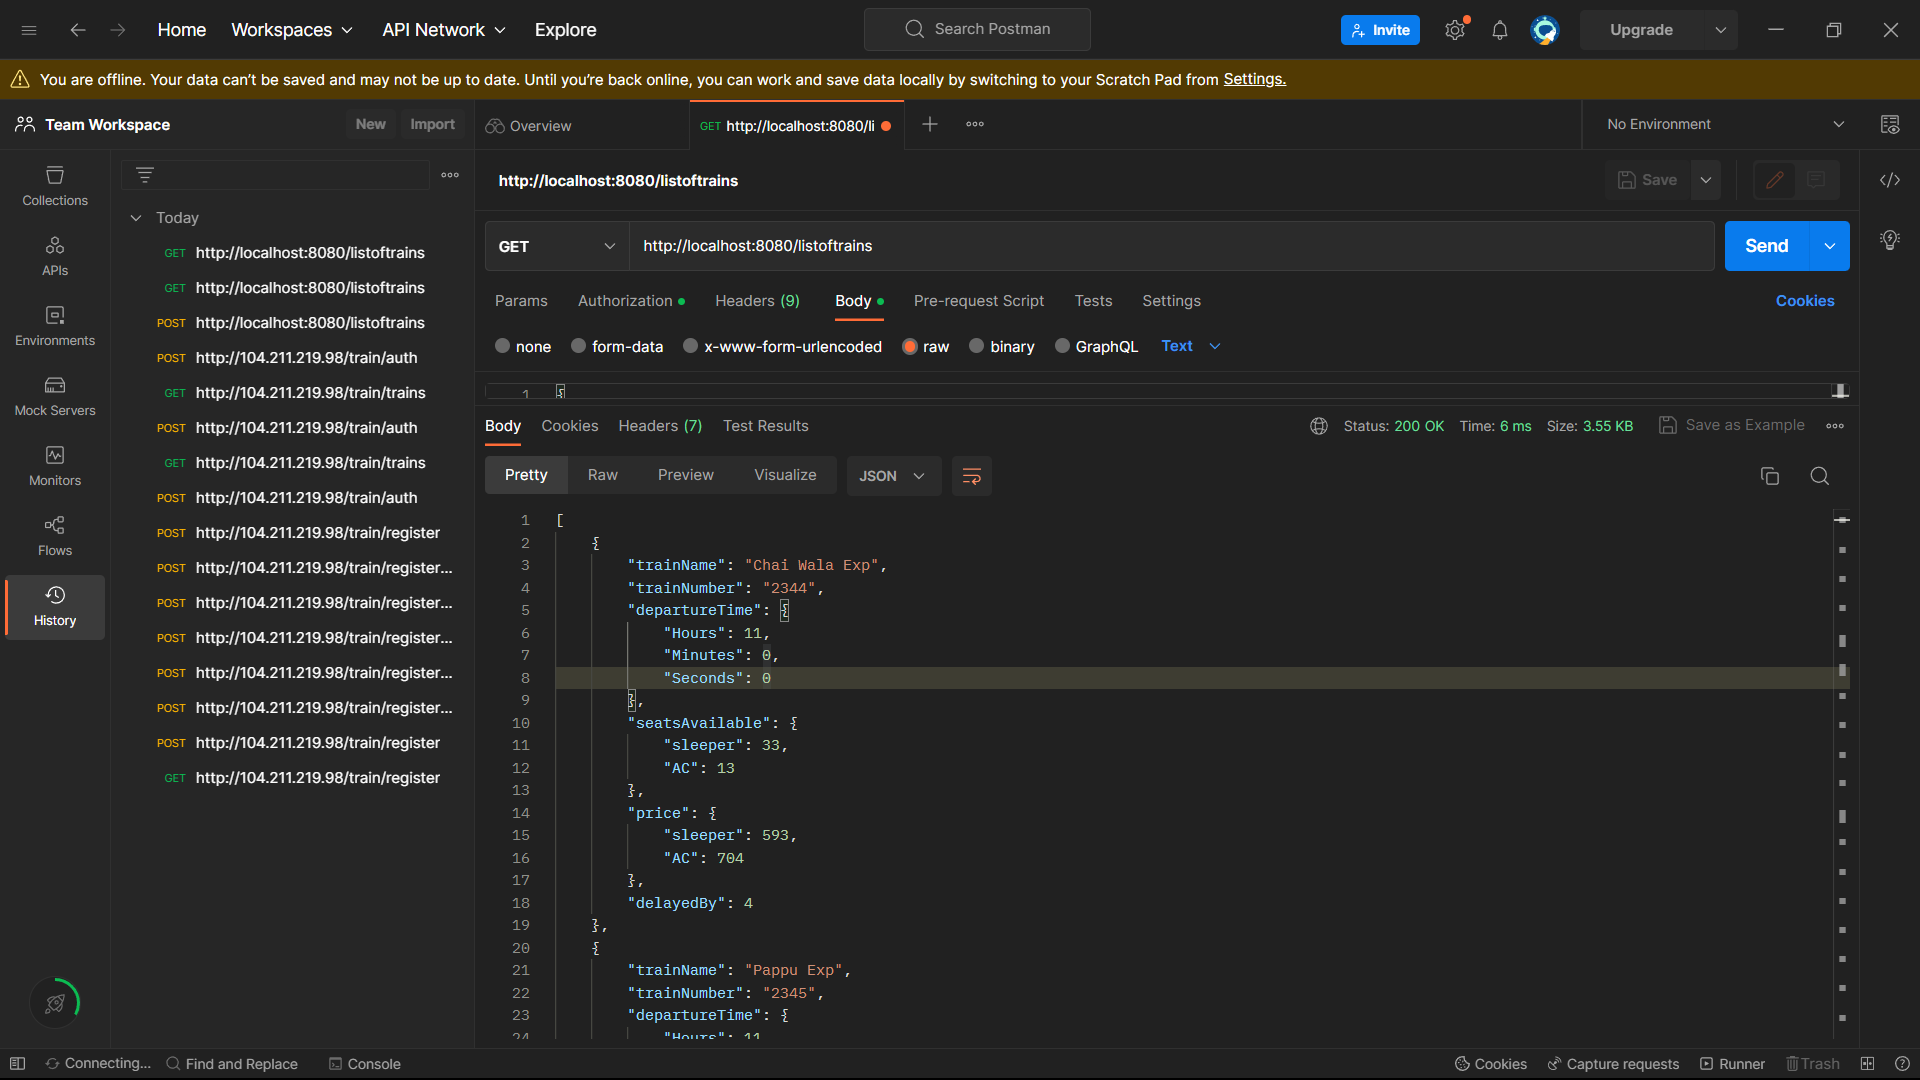 Home Workspaces API Network Explore Search Postman Invite Upgrade
You are offline. Your data can’t be saved and may not be up to date. Until you’re back online, you can work and save data locally by switching to your Scratch Pad from Settings.
Team Workspace New Import Overview GET http://localhost:8080/li No Environment
Collections
APIs
Environments
Mock Servers
Monitors
Flows
History
Today
GET http://localhost:8080/listoftrains
GET http://localhost:8080/listoftrains
POST http://localhost:8080/listoftrains
POST http://104.211.219.98/train/auth
GET http://104.211.219.98/train/trains
POST http://104.211.219.98/train/auth
GET http://104.211.219.98/train/trains
POST http://104.211.219.98/train/auth
POST http://104.211.219.98/train/register
POST http://104.211.219.98/train/register...
POST http://104.211.219.98/train/register...
POST http://104.211.219.98/train/register...
POST http://104.211.219.98/train/register...
POST http://104.211.219.98/train/register...
POST http://104.211.219.98/train/register
GET http://104.211.219.98/train/register
http://localhost:8080/listoftrains Save
GET http://localhost:8080/listoftrains Send
Params Authorization Headers (9) Body Pre-request Script Tests Settings Cookies
none form-data x-www-form-urlencoded raw binary GraphQL Text
1 {
Body Cookies Headers (7) Test Results Status: 200 OK Time: 6 ms Size: 3.55 KB Save as Example
Pretty Raw Preview Visualize JSON
1 [
2 {
3 "trainName": "Chai Wala Exp",
4 "trainNumber": "2344",
5 "departureTime": {
6 "Hours": 11,
7 "Minutes": 0,
8 "Seconds": 0
9 },
10 "seatsAvailable": {
11 "sleeper": 33,
12 "AC": 13
13 },
14 "price": {
15 "sleeper": 593,
16 "AC": 704
17 },
18 "delayedBy": 4
19 },
20 {
21 "trainName": "Pappu Exp",
22 "trainNumber": "2345",
23 "departureTime": {
24 "Hours": 11
Connecting... Find and Replace Console Cookies Capture requests Runner Trash